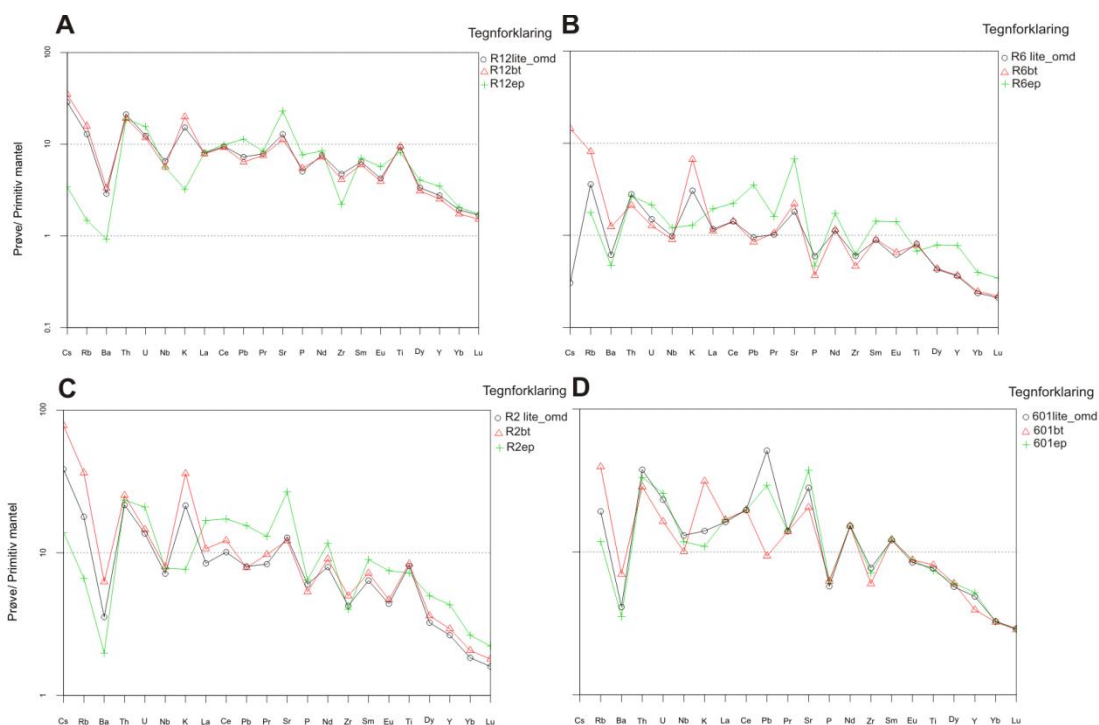 A
Tegnforklaring
R12lite_omd
R12bt
R12ep
100
10
1
0.1
Prøve/ Primitiv mantel
Cs Rb Ba Th U Nb K La Ce Pb Pr Sr P Nd Zr Sm Eu Ti Dy Y Yb Lu
B
Tegnforklaring
R6 lite_omd
R6bt
R6ep
Cs Rb Ba Th U Nb K La Ce Pb Pr Sr P Nd Zr Sm Eu Ti Dy Y Yb Lu
C
Tegnforklaring
R2 lite_omd
R2bt
R2ep
100
10
1
Prøve/ Primitiv mantel
Cs Rb Ba Th U Nb K La Ce Pb Pr Sr P Nd Zr Sm Eu Ti Dy Y Yb Lu
D
Tegnforklaring
601lite_omd
601bt
601ep
Cs Rb Ba Th U Nb K La Ce Pb Pr Sr P Nd Zr Sm Eu Ti Dy Y Yb Lu